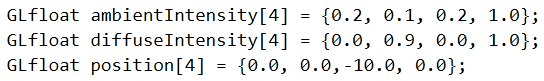 GLfloat ambientIntensity[4] = {0.2, 0.1, 0.2, 1.0};
GLfloat diffuseIntensity[4] = {0.0, 0.9, 0.0, 1.0};
GLfloat position[4] = {0.0, 0.0,-10.0, 0.0};